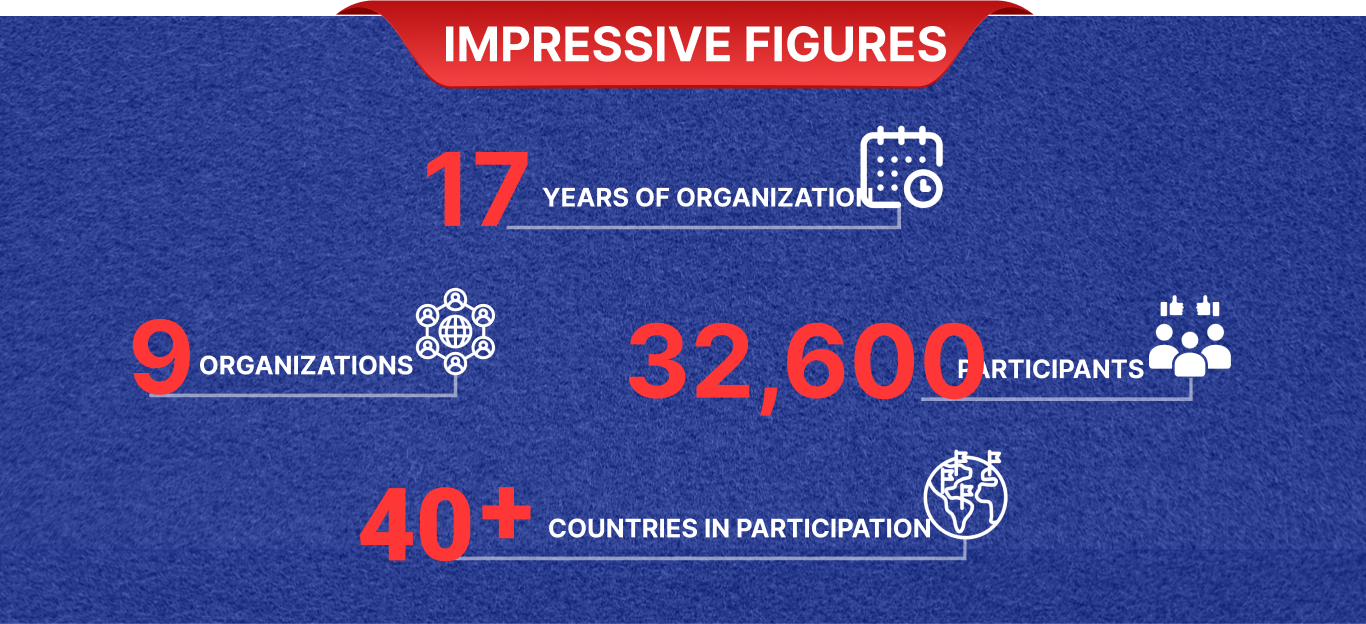 IMPRESSIVE FIGURES
17 YEARS OF ORGANIZATION
9 ORGANIZATIONS
32,600 PARTICIPANTS
40+ COUNTRIES IN PARTICIPATION